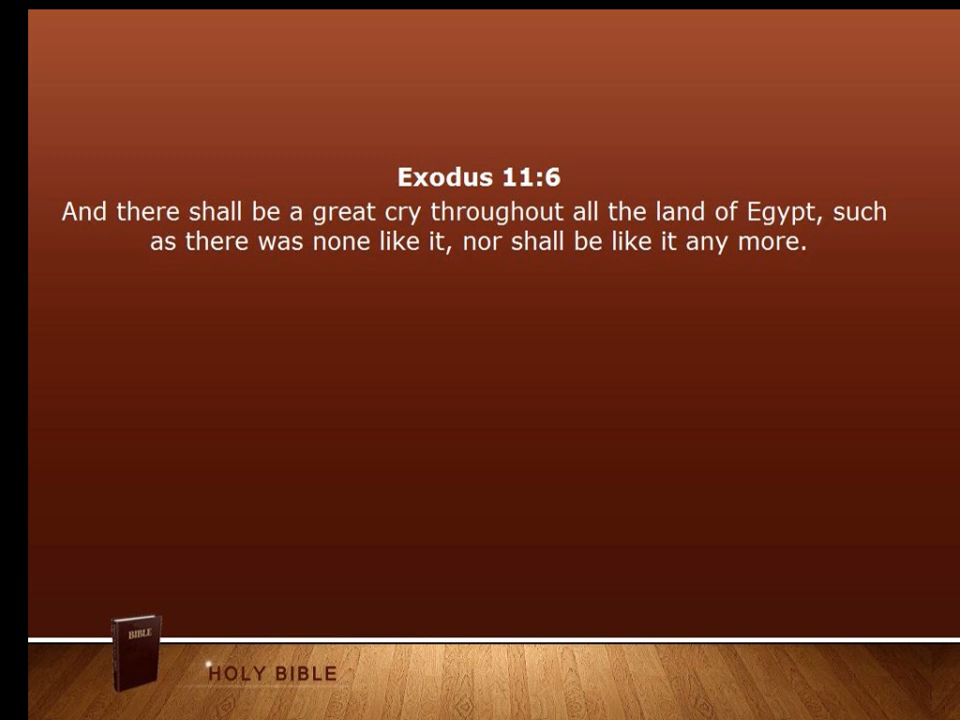 Exodus 11:6
And there shall be a great cry throughout all the land of Egypt, such
as there was none like it, nor shall be like it any more.
BIBLE
HOLY BIBLE